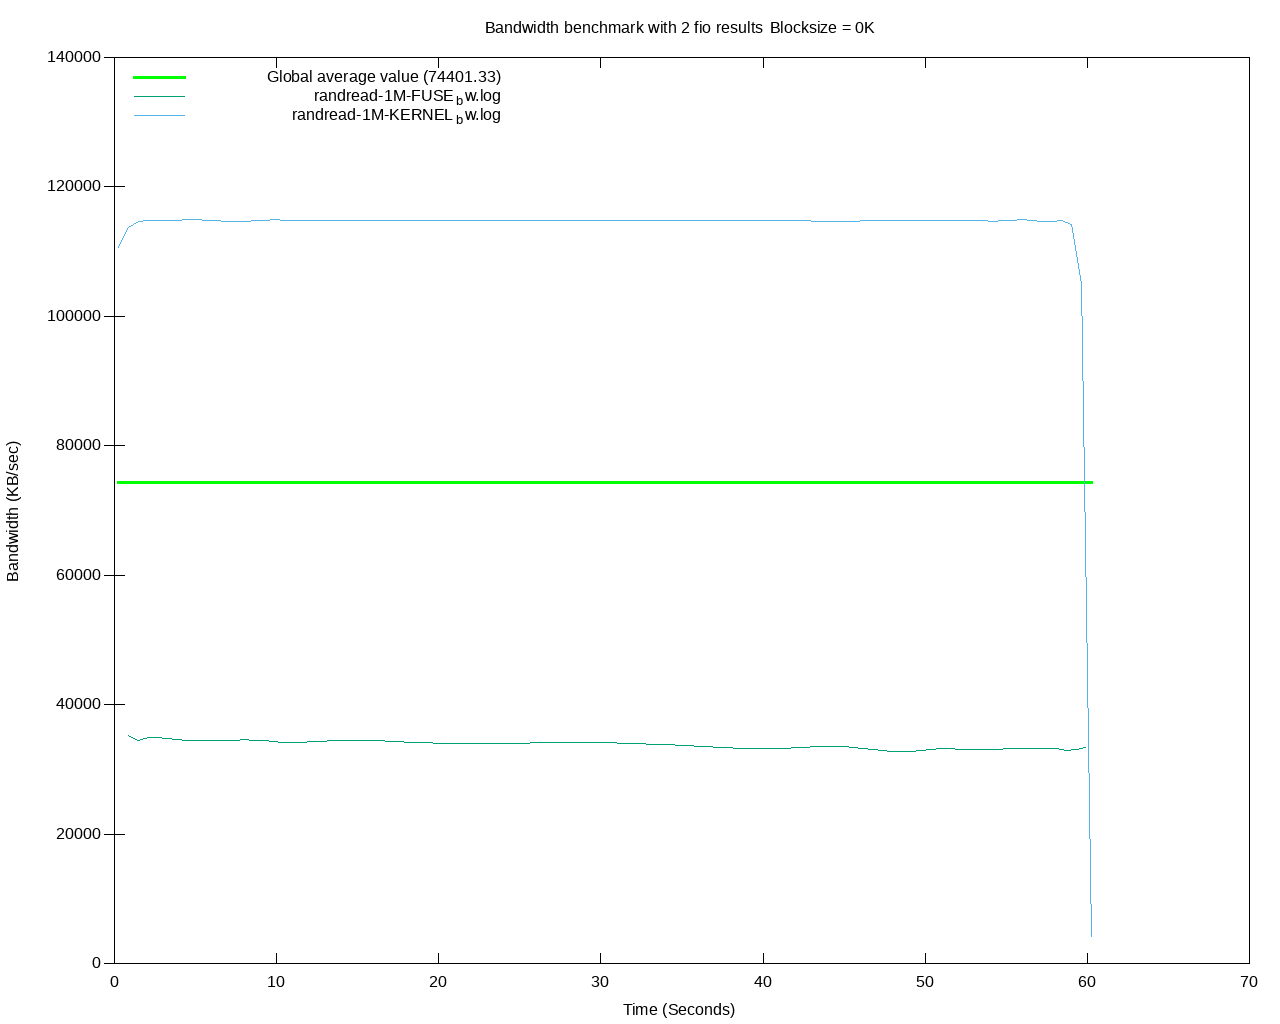 Bandwidth benchmark with 2 fio results Blocksize = 0K
140000
Global average value (74401.33)
randread-1M-FUSE_bw.log
randread-1M-KERNEL_bw.log
120000
100000
80000
60000
40000
20000
0
Bandwidth (KB/sec)
0 10 20 30 40 50 60 70
Time (Seconds)